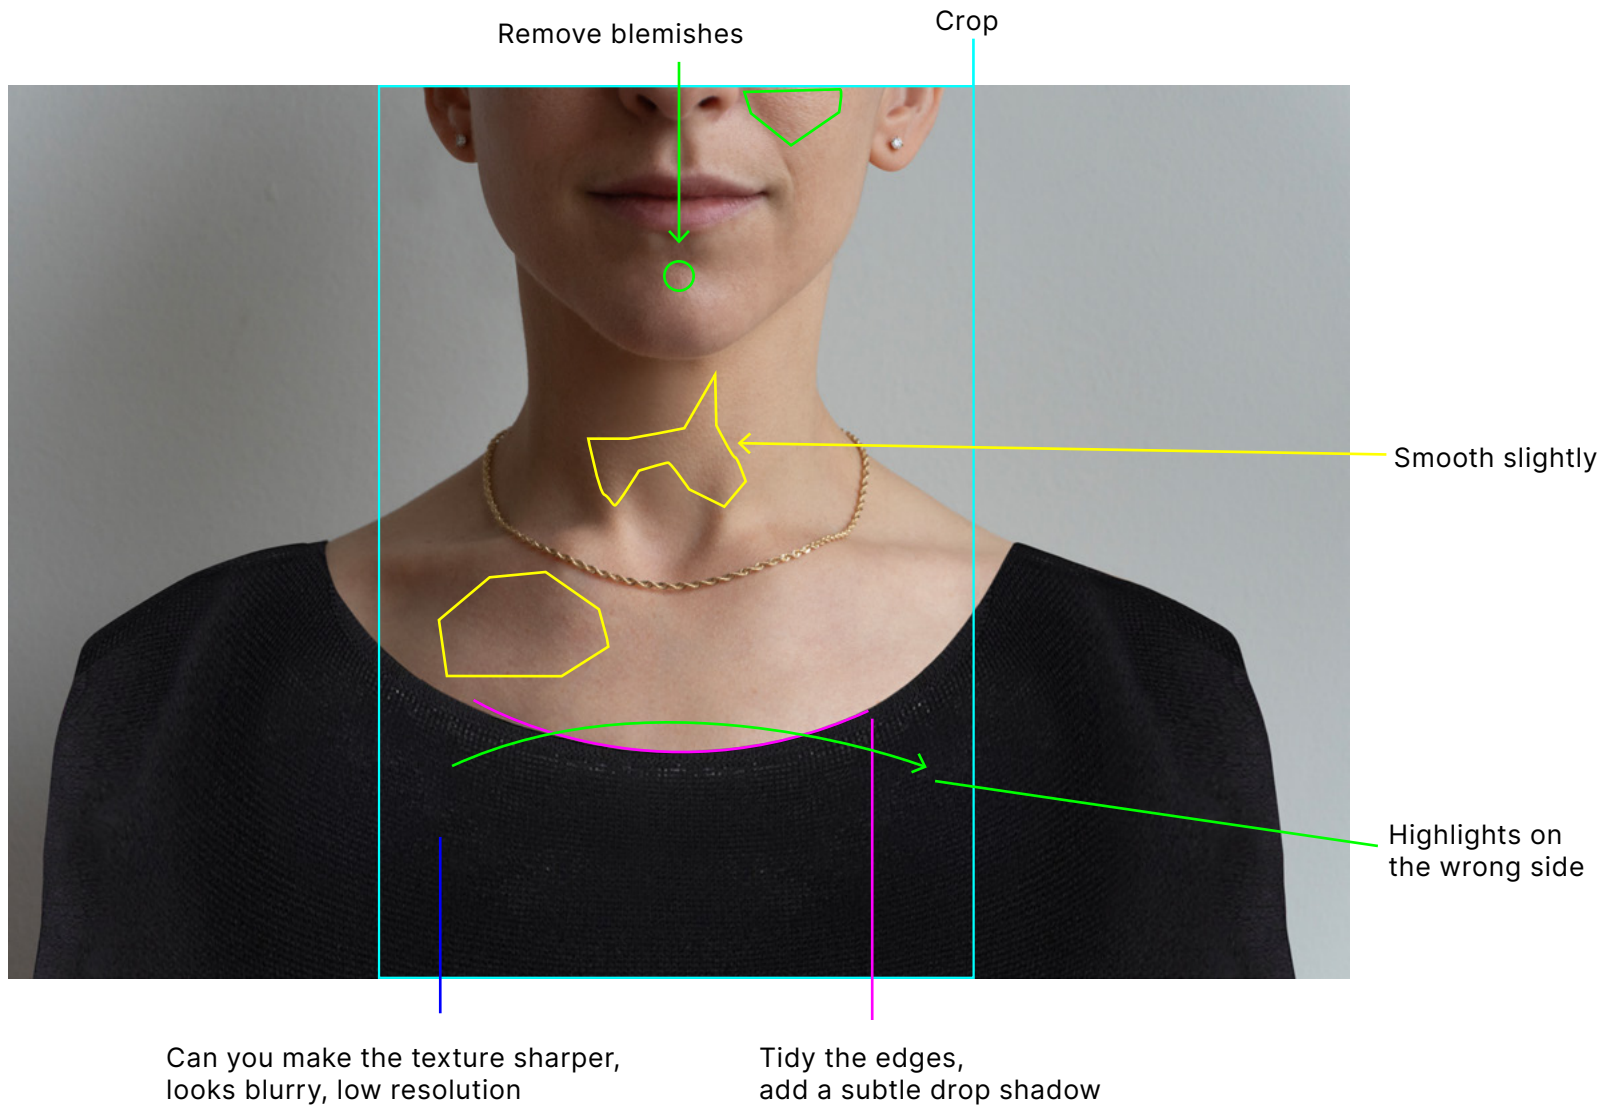 Crop
Remove blemishes
Smooth slightly
Highlights on
the wrong side
Can you make the texture sharper,
looks blurry, low resolution
Tidy the edges,
add a subtle drop shadow